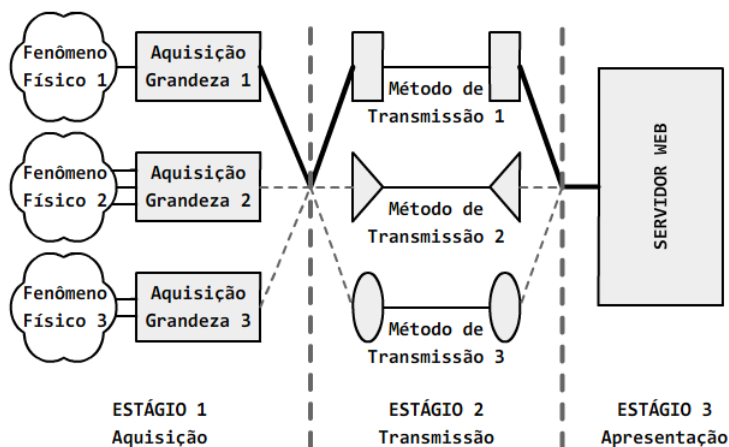 Fenômeno
Físico 1
Aquisição
Grandeza 1
Método de
Transmissão 1
Fenômeno
Físico 2
Aquisição
Grandeza 2
Método de
Transmissão 2
Fenômeno
Físico 3
Aquisição
Grandeza 3
Método de
Transmissão 3
SERVIDOR WEB
ESTÁGIO 1
Aquisição
ESTÁGIO 2
Transmissão
ESTÁGIO 3
Apresentação